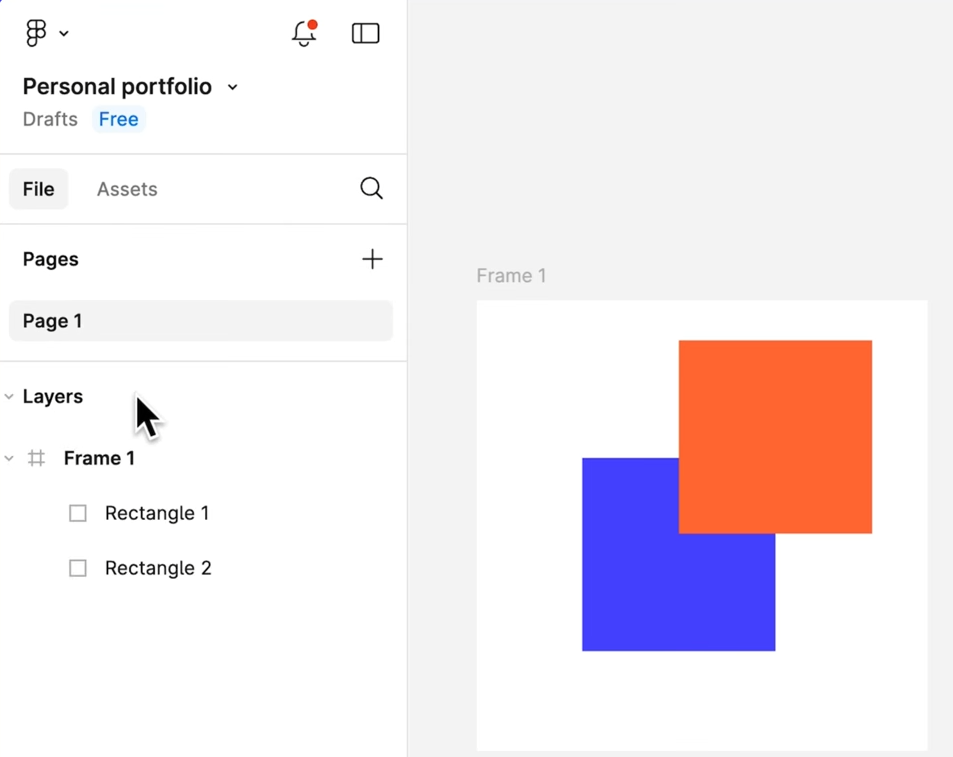 Personal portfolio
Drafts Free
File Assets
Pages
Page 1
Layers
Frame 1
Rectangle 1
Rectangle 2
Frame 1